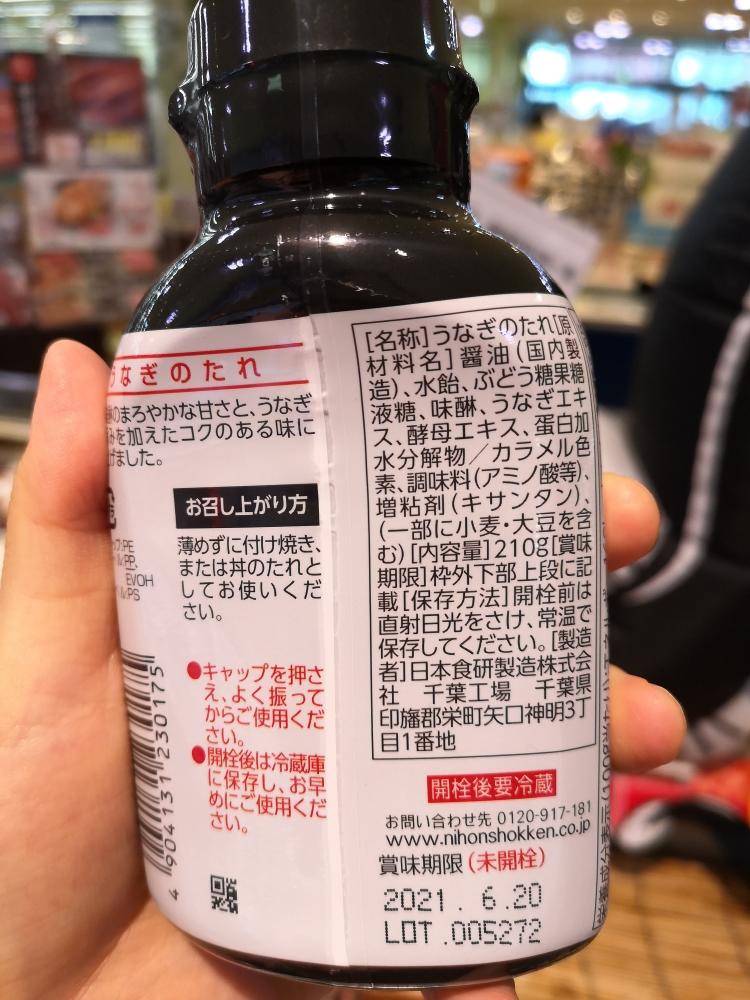 なぎのたれ
のまろやかな甘さと、うなぎ
みを加えたコクのある味に
げました。
お召し上がり方
薄めずに付け焼き、
または丼のたれと
してお使いくだ
さい。
PE
PP,
EVOH
PS
●キャップを押さ
え、よく振って
からご使用くだ
さい。
●開栓後は冷蔵庫
に保存し、お早
めにご使用くだ
さい。
4 904131 230175
[名称]うなぎのたれ[原
材料名]醤油(国内製
造)、水飴、ぶどう糖果糖
液糖、味醂、うなぎエキ
ス、酵母エキス、蛋白加
水分解物/カラメル色
素、調味料(アミノ酸等)、
増粘剤(キサンタン)、
(一部に小麦・大豆を含
む)[内容量]210g[賞味
期限]枠外下部上段に記
載[保存方法]開栓前は
直射日光をさけ、常温で
保存してください。[製造
者]日本食研製造株式会
社 千葉工場 千葉県
印旛郡栄町矢口神明3丁
目1番地
開栓後要冷蔵
お問い合わせ先 0120-917-181
www.nihonshokken.co.jp
賞味期限(未開栓)
2021.6.20
LOT.005272